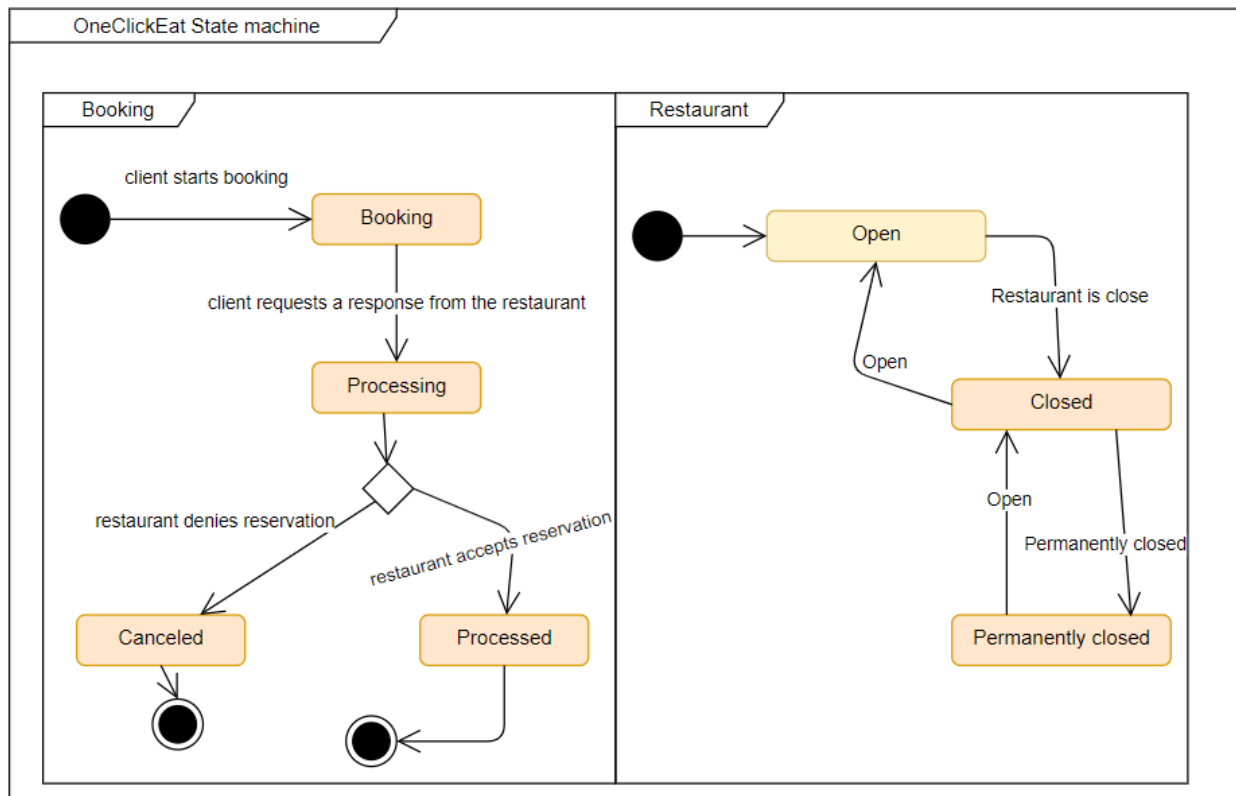 OneClickEat State machine
Booking
Restaurant
client starts booking
Booking
client requests a response from the restaurant
Processing
restaurant denies reservation
restaurant accepts reservation
Canceled
Processed
Open
Restaurant is close
Open
Closed
Open
Permanently closed
Permanently closed